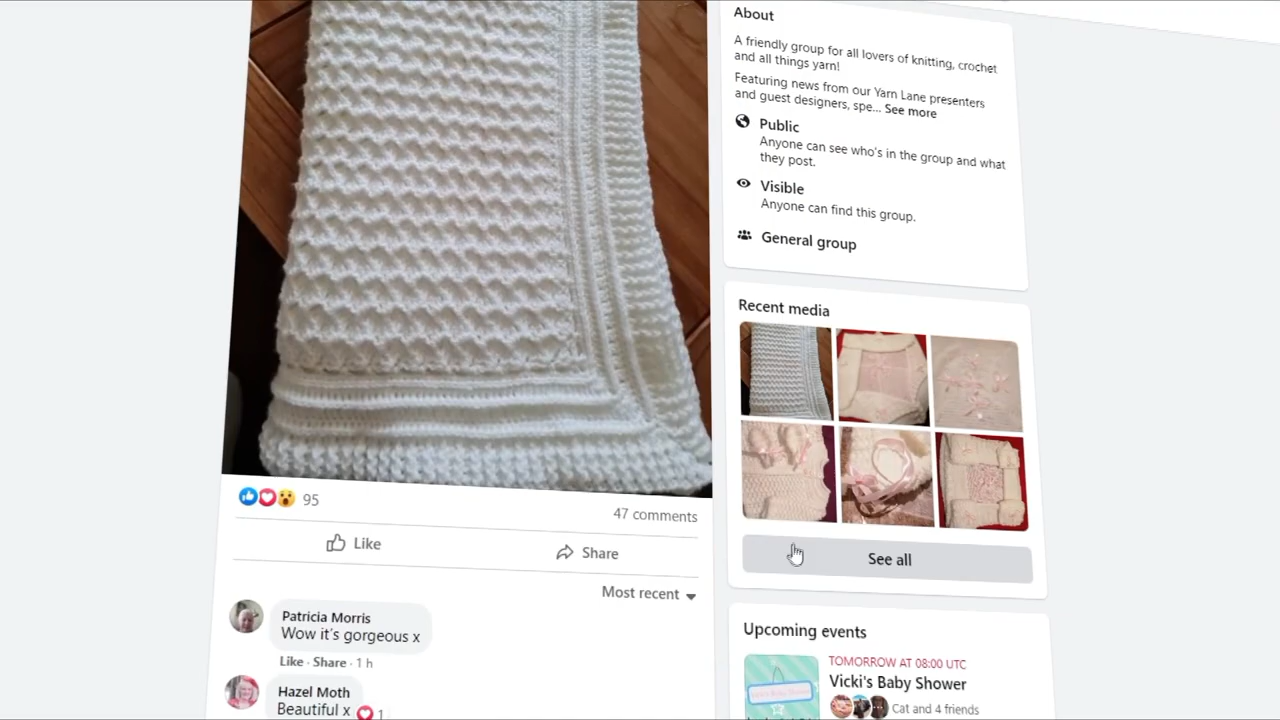 95
47 comments
Like
Share
Most recent
Patricia Morris
Wow it's gorgeous x
Like · Share · 1 h
Hazel Moth
Beautiful x
1
About
A friendly group for all lovers of knitting, crochet
and all things yarn!
Featuring news from our Yarn Lane presenters
and guest designers, spe... See more
Public
Anyone can see who's in the group and what
they post.
Visible
Anyone can find this group.
General group
Recent media
See all
Upcoming events
Vicki's Baby Shower
TOMORROW AT 08:00 UTC
Vicki's Baby Shower
Cat and 4 friends